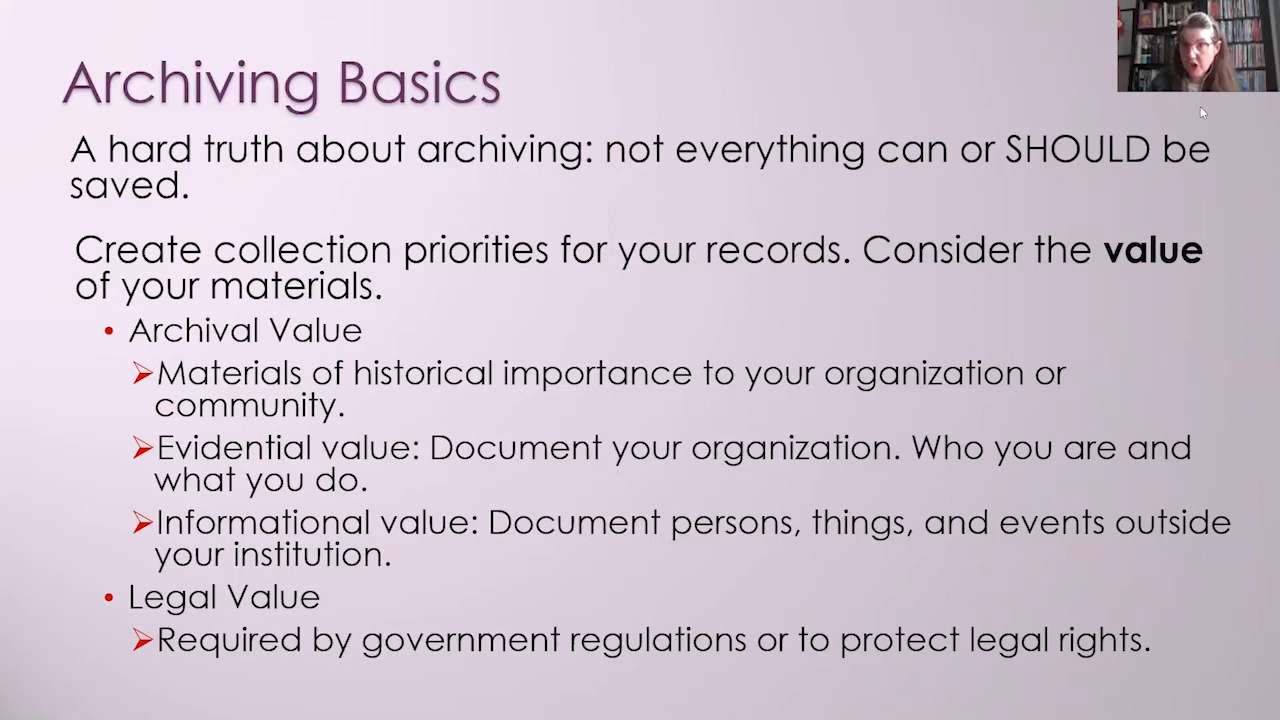 Archiving Basics
A hard truth about archiving: not everything can or SHOULD be
saved.
Create collection priorities for your records. Consider the value
of your materials.
• Archival Value
➢Materials of historical importance to your organization or
community.
➢Evidential value: Document your organization. Who you are and
what you do.
➢Informational value: Document persons, things, and events outside
your institution.
• Legal Value
➢Required by government regulations or to protect legal rights.